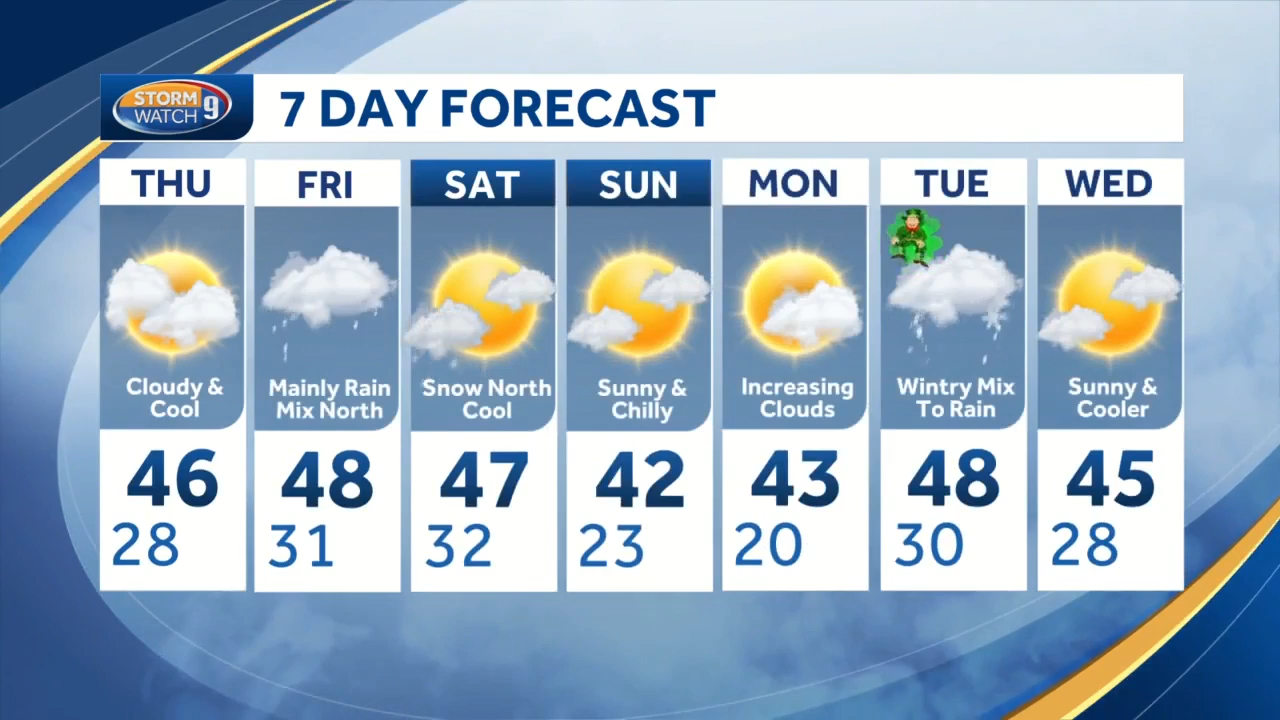 STORM
WATCH 9
7 DAY FORECAST
THU
FRI
SAT
SUN
MON
TUE
WED
Cloudy &
Cool
Mainly Rain
Mix North
Snow North
Cool
Sunny &
Chilly
Increasing
Clouds
Wintry Mix
To Rain
Sunny &
Cooler
46
48
47
42
43
48
45
28
31
32
23
20
30
28